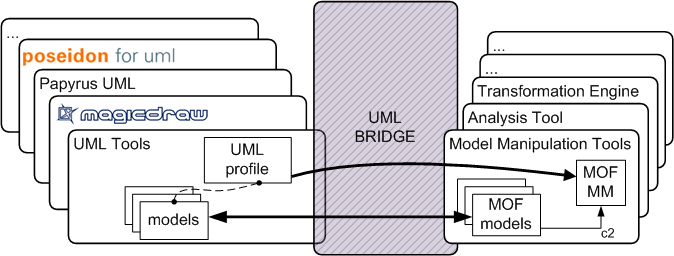 ...
poseidon for uml
Papyrus UML
magicdraw
UML Tools
UML
profile
models
UML
BRIDGE
...
...
Transformation Engine
Analysis Tool
Model Manipulation Tools
MOF
MM
MOF
models
c2